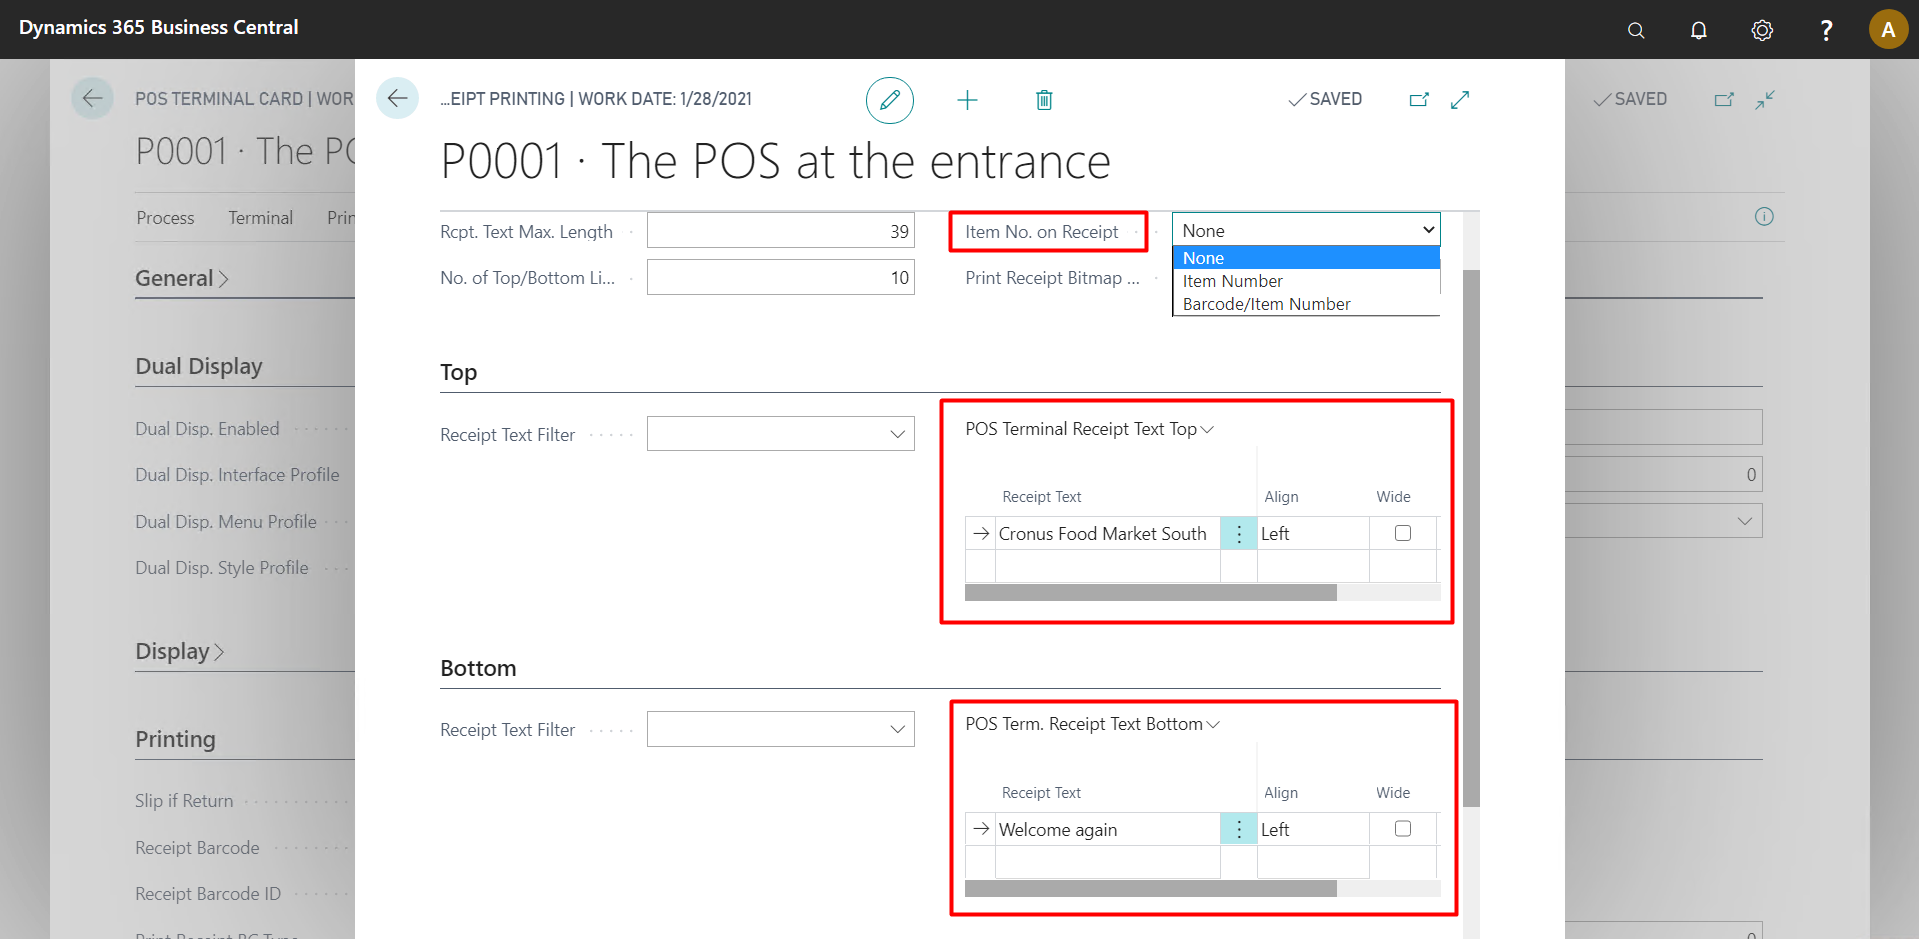 Dynamics 365 Business Central
?
A
POS TERMINAL CARD | WOR
...EIPT PRINTING | WORK DATE: 1/28/2021
SAVED
SAVED
P0001 · The PO
P0001 · The POS at the entrance
Process Terminal Prin
Rcpt. Text Max. Length 39
Item No. on Receipt None
None
Item Number
Barcode/Item Number
No. of Top/Bottom Li... 10
Print Receipt Bitmap ...
General
Dual Display
Top
Dual Disp. Enabled
Receipt Text Filter
POS Terminal Receipt Text Top
Dual Disp. Interface Profile
0
Receipt Text Align Wide
Dual Disp. Menu Profile
Cronus Food Market South Left
Dual Disp. Style Profile
Display
Bottom
Printing
Receipt Text Filter
POS Term. Receipt Text Bottom
Receipt Text Align Wide
Slip if Return
Welcome again Left
Receipt Barcode
Receipt Barcode ID
Print Receipt BC Type
0